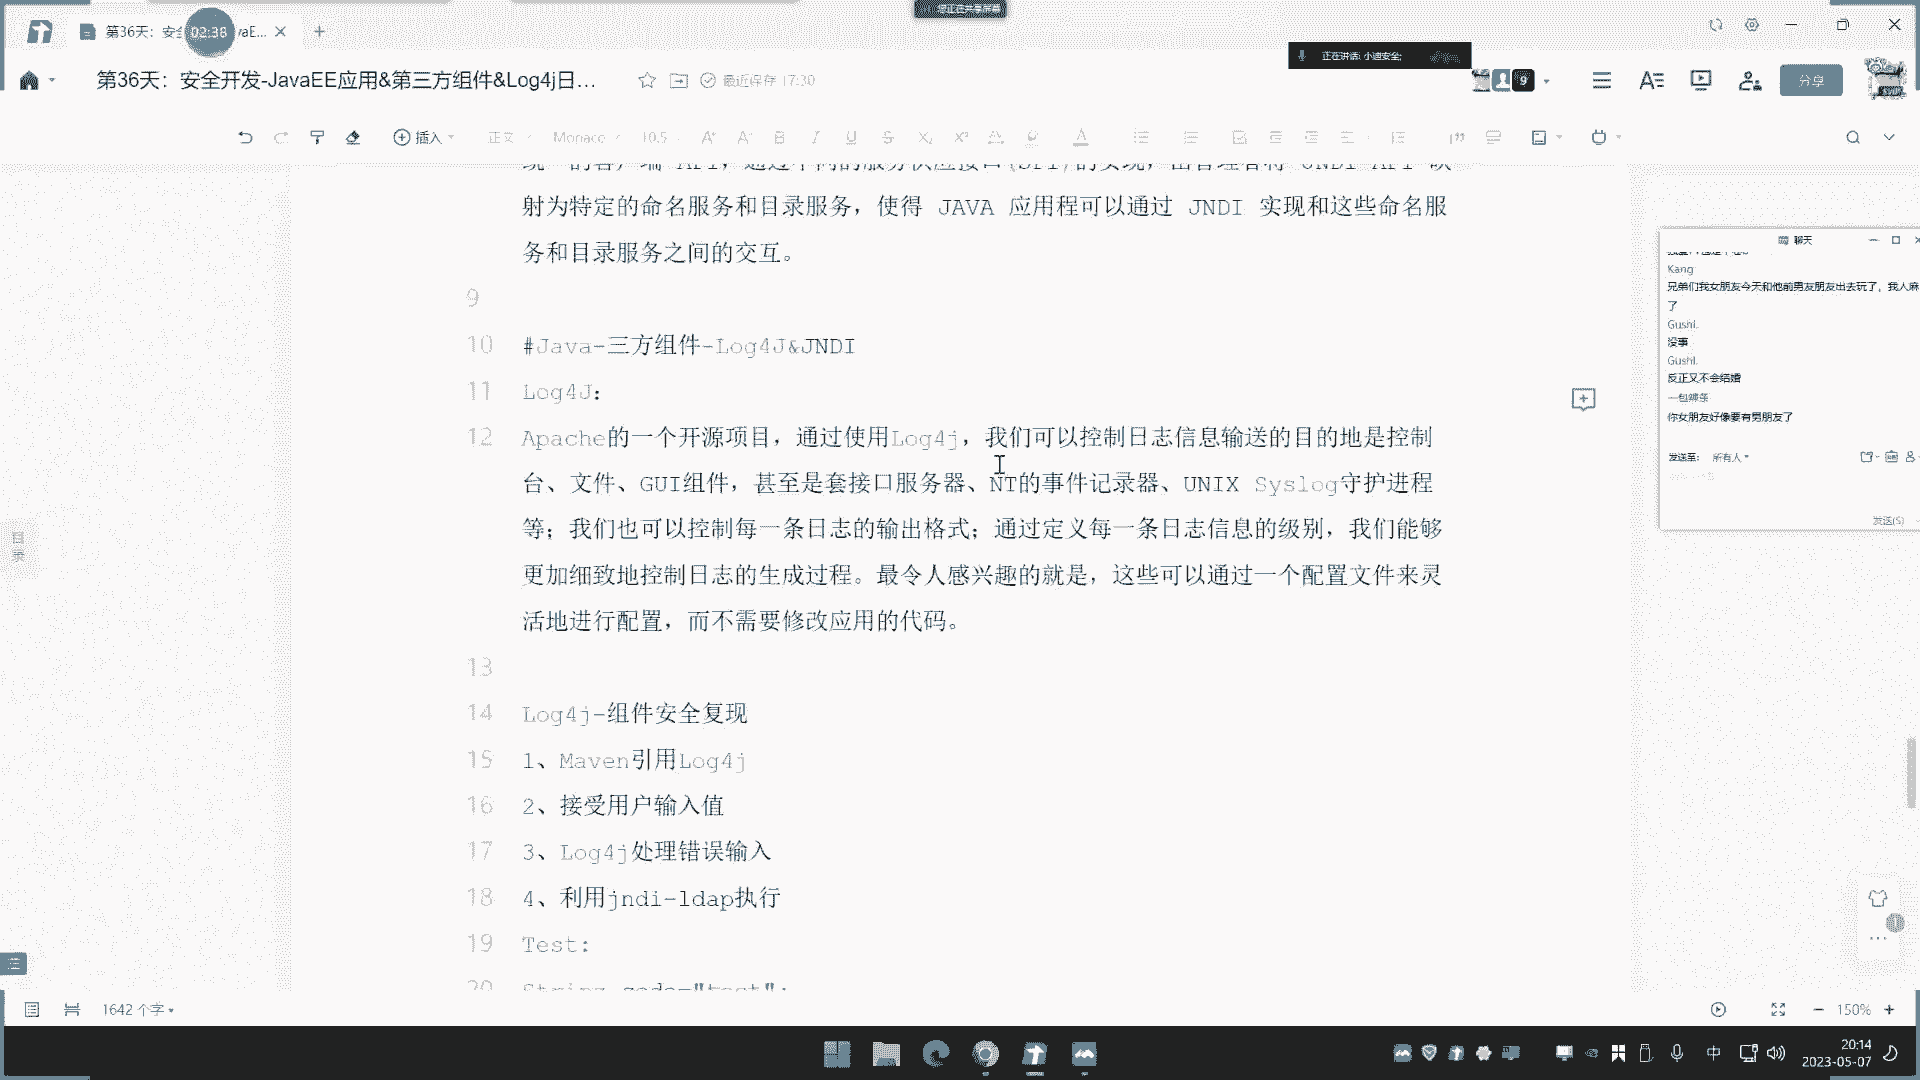 您正在共享屏幕
第36天：安全
02:38
vaE...
正在讲话: 小迪安全;
第36天：安全开发-JavaEE应用&第三方组件&Log4j日...
最近保存 17:30
9
分享
插入
正文
Monaco
10.5
射为特定的命名服务和目录服务，使得 JAVA 应用程可以通过 JNDI 实现和这些命名服
务和目录服务之间的交互。
9
10 #Java-三方组件-Log4J&JNDI
11 Log4J:
12 Apache的一个开源项目，通过使用Log4j，我们可以控制日志信息输送的目的地是控制
台、文件、GUI组件，甚至是套接口服务器、NT的事件记录器、UNIX Syslog守护进程
等；我们也可以控制每一条日志的输出格式；通过定义每一条日志信息的级别，我们能够
更加细致地控制日志的生成过程。最令人感兴趣的就是，这些可以通过一个配置文件来灵
活地进行配置，而不需要修改应用的代码。
13
14 Log4j-组件安全复现
15 1、Maven引用Log4j
16 2、接受用户输入值
17 3、Log4j处理错误输入
18 4、利用jndi-ldap执行
19 Test:
20 String code="test";
目录
聊天
Kang
兄弟们我女朋友今天和他前男友朋友出去玩了，我人麻
了
Gushi.
没事
Gushi.
反正又不会结婚
一包辣条
你女朋友好像要有男朋友了
发送至: 所有人
发送(S)
1642 个字
150%
中
20:14
2023-05-07